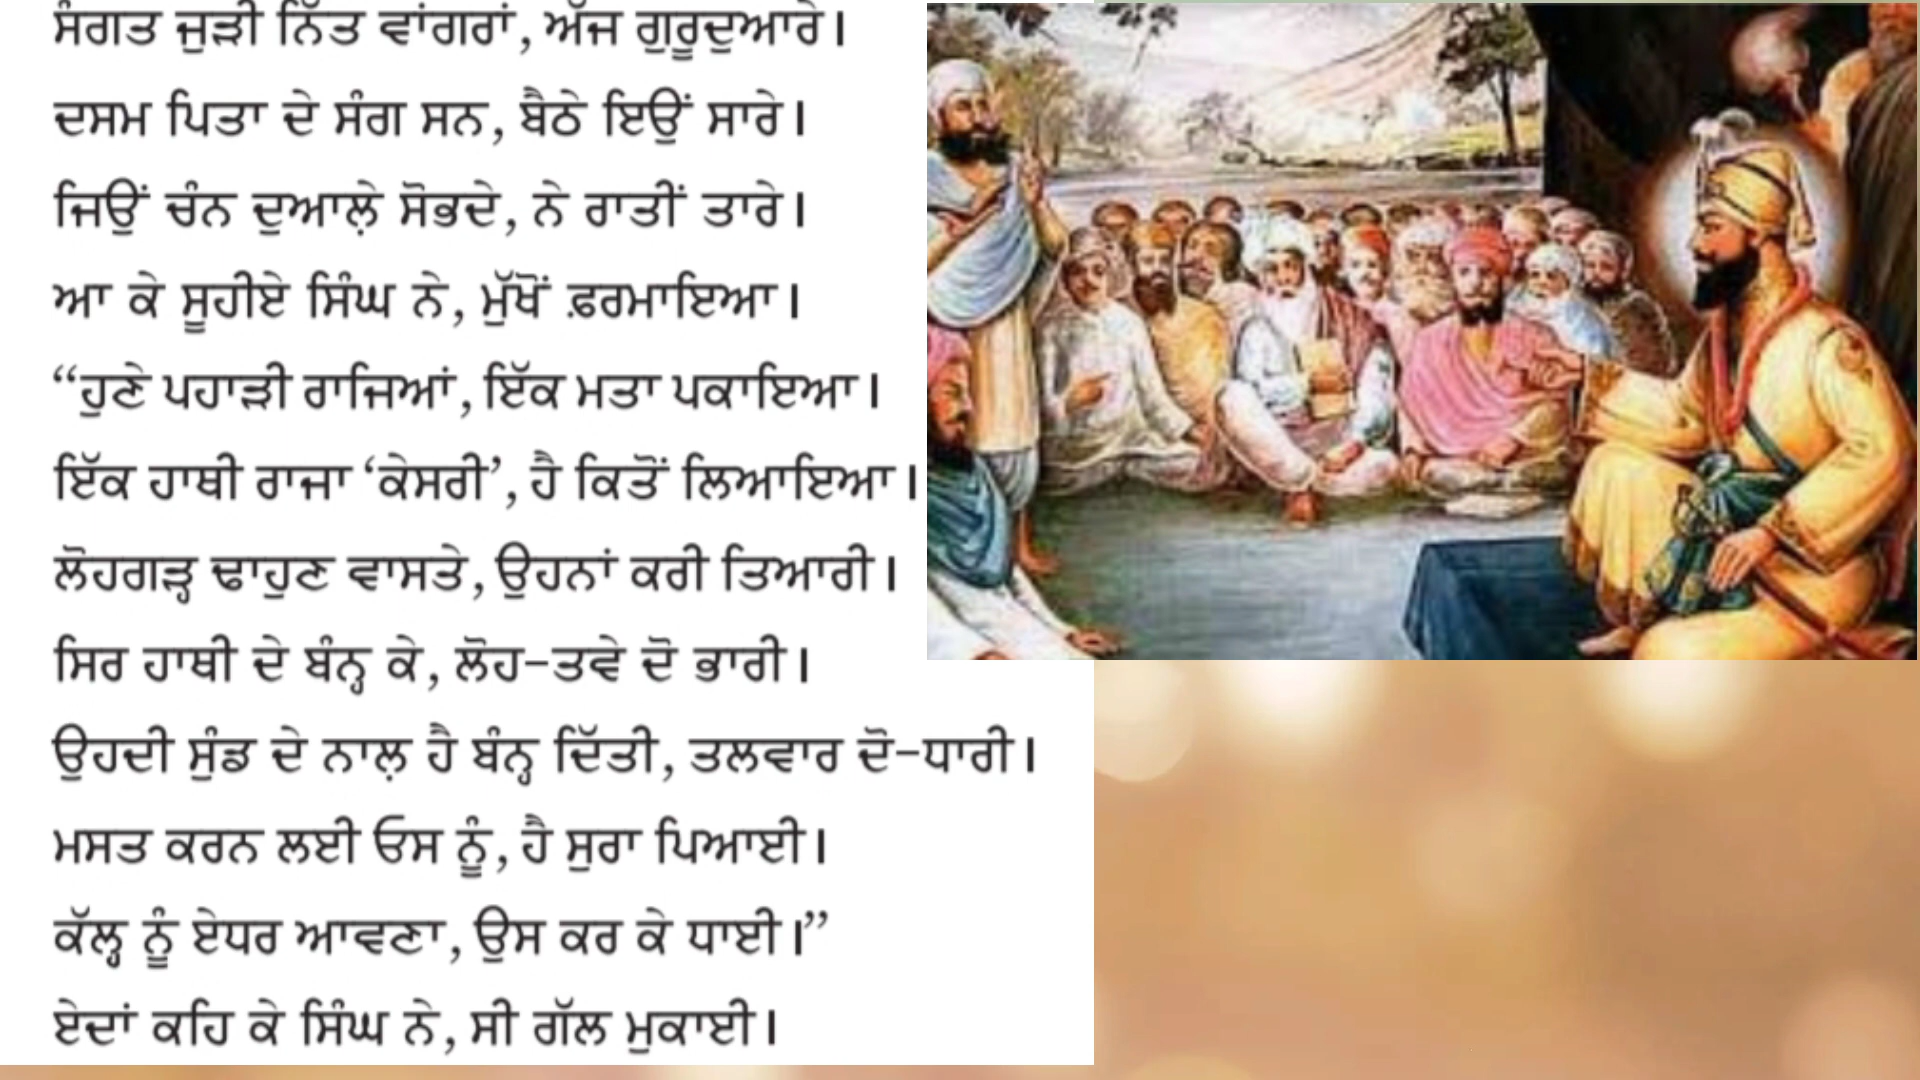 ਸੰਗਤ ਜੁੜੀ ਨਿੱਤ ਵਾਂਗਰਾਂ, ਅੱਜ ਗੁਰੂਦੁਆਰੇ।
ਦਸਮ ਪਿਤਾ ਦੇ ਸੰਗ ਸਨ, ਬੈਠੇ ਇਉਂ ਸਾਰੇ।
ਜਿਉਂ ਚੰਨ ਦੁਆਲ਼ੇ ਸੋਭਦੇ, ਨੇ ਰਾਤੀਂ ਤਾਰੇ।
ਆ ਕੇ ਸੂਹੀਏ ਸਿੰਘ ਨੇ, ਮੁੱਖੋਂ ਫ਼ਰਮਾਇਆ।
“ਹੁਣੇ ਪਹਾੜੀ ਰਾਜਿਆਂ, ਇੱਕ ਮਤਾ ਪਕਾਇਆ।
ਇੱਕ ਹਾਥੀ ਰਾਜਾ ‘ਕੇਸਰੀ’, ਹੈ ਕਿਤੋਂ ਲਿਆਇਆ।
ਲੋਹਗੜ੍ਹ ਢਾਹੁਣ ਵਾਸਤੇ, ਉਹਨਾਂ ਕਰੀ ਤਿਆਰੀ।
ਸਿਰ ਹਾਥੀ ਦੇ ਬੰਨ੍ਹ ਕੇ, ਲੋਹ-ਤਵੇ ਦੋ ਭਾਰੀ।
ਉਹਦੀ ਸੁੰਡ ਦੇ ਨਾਲ਼ ਹੈ ਬੰਨ੍ਹ ਦਿੱਤੀ, ਤਲਵਾਰ ਦੋ-ਧਾਰੀ।
ਮਸਤ ਕਰਨ ਲਈ ਓਸ ਨੂੰ, ਹੈ ਸੁਰਾ ਪਿਆਈ।
ਕੱਲ੍ਹ ਨੂੰ ਏਧਰ ਆਵਣਾ, ਉਸ ਕਰ ਕੇ ਧਾਈ।”
ਏਦਾਂ ਕਹਿ ਕੇ ਸਿੰਘ ਨੇ, ਸੀ ਗੱਲ ਮੁਕਾਈ।